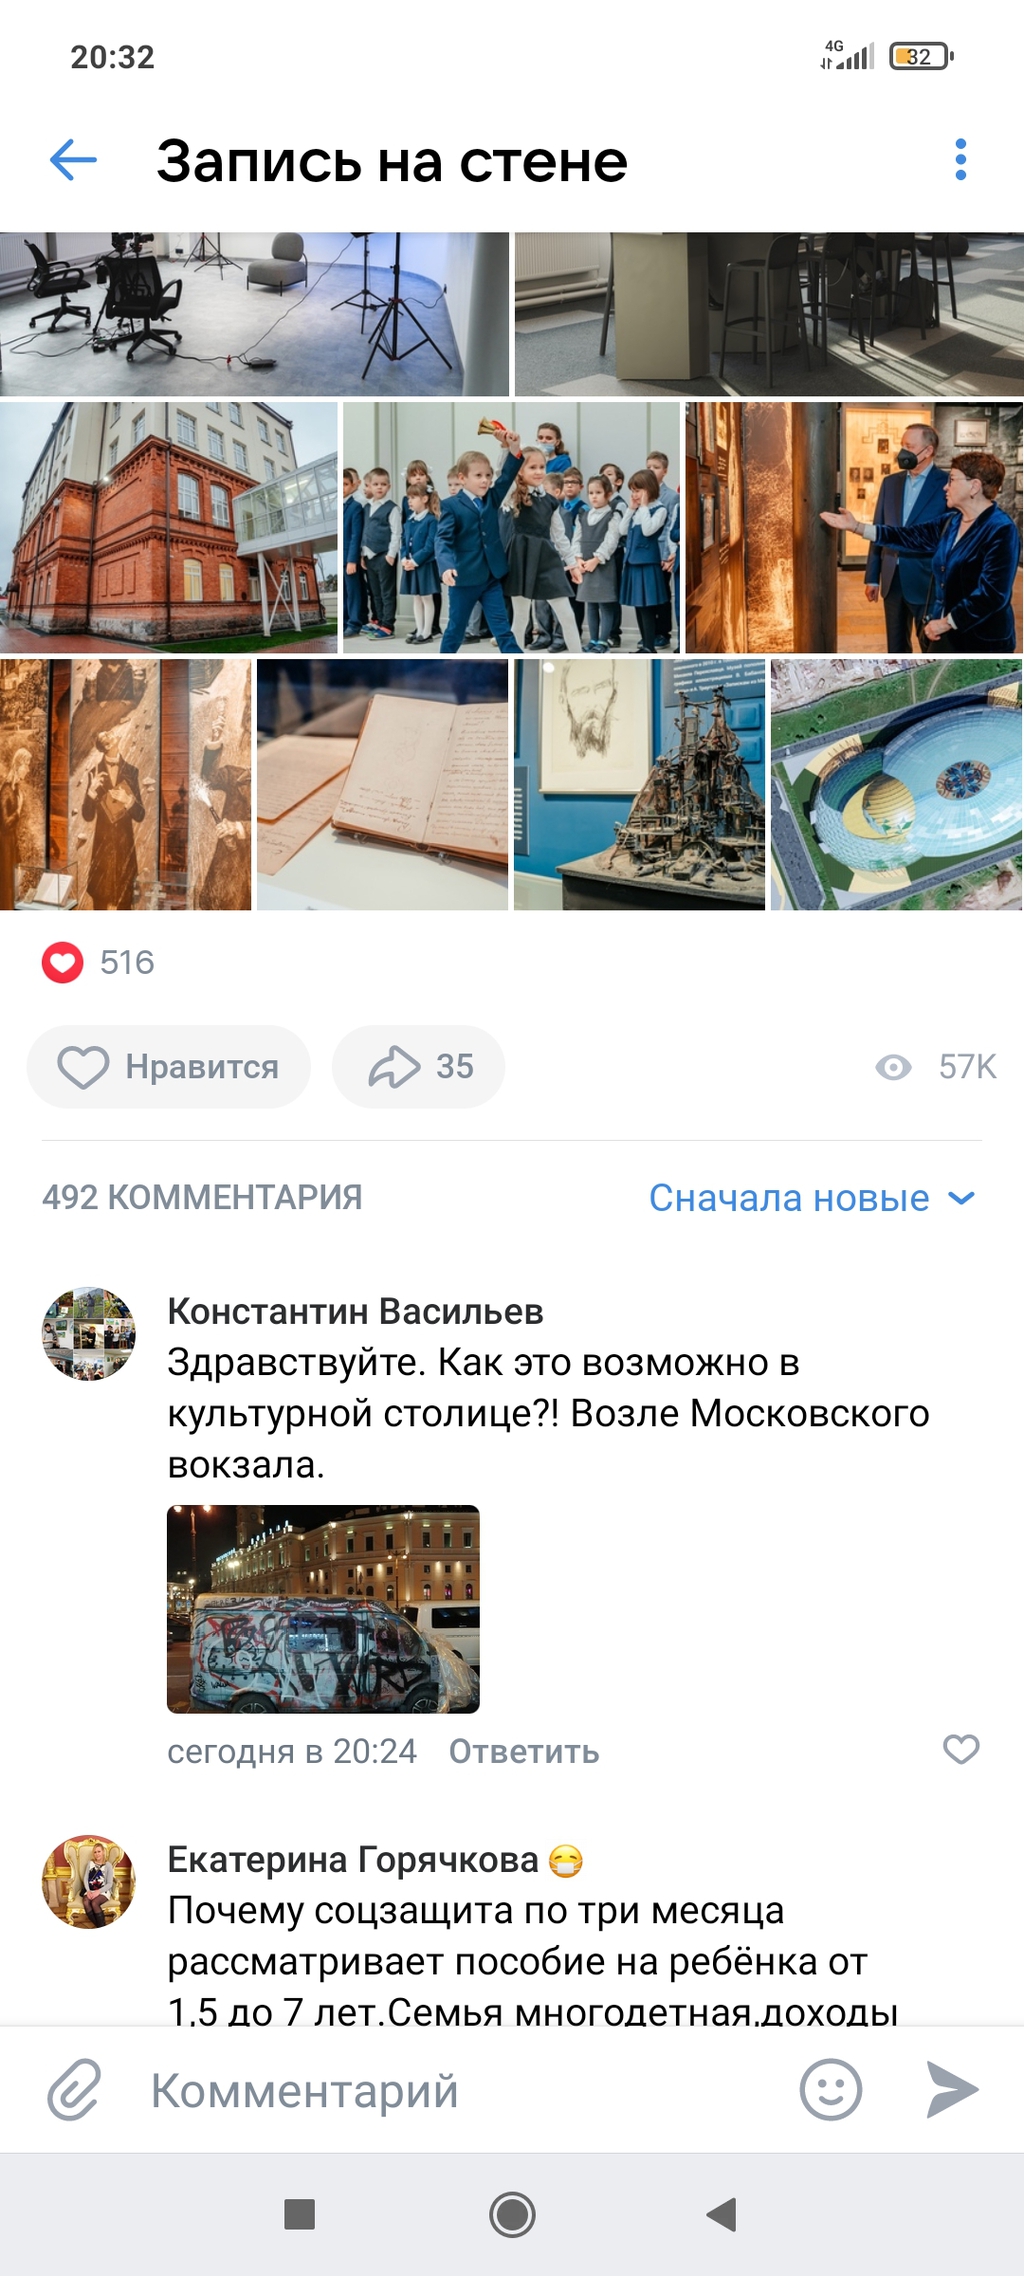 20:32
4G
32
Запись на стене
516
Нравится
35
57K
492 КОММЕНТАРИЯ
Сначала новые
Константин Васильев
Здравствуйте. Как это возможно в
культурной столице?! Возле Московского
вокзала.
сегодня в 20:24
Ответить
Екатерина Горячкова
Почему соцзащита по три месяца
рассматривает пособие на ребёнка от
1,5 до 7 лет.Семья многодетная,доходы
Комментарий